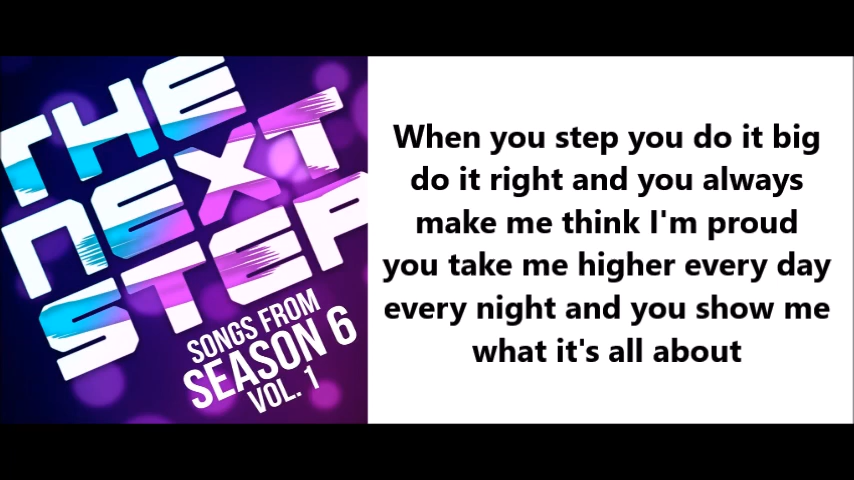 THE
NEXT
STEP
SONGS FROM
SEASON 6
VOL. 1
When you step you do it big
do it right and you always
make me think I'm proud
you take me higher every day
every night and you show me
what it's all about